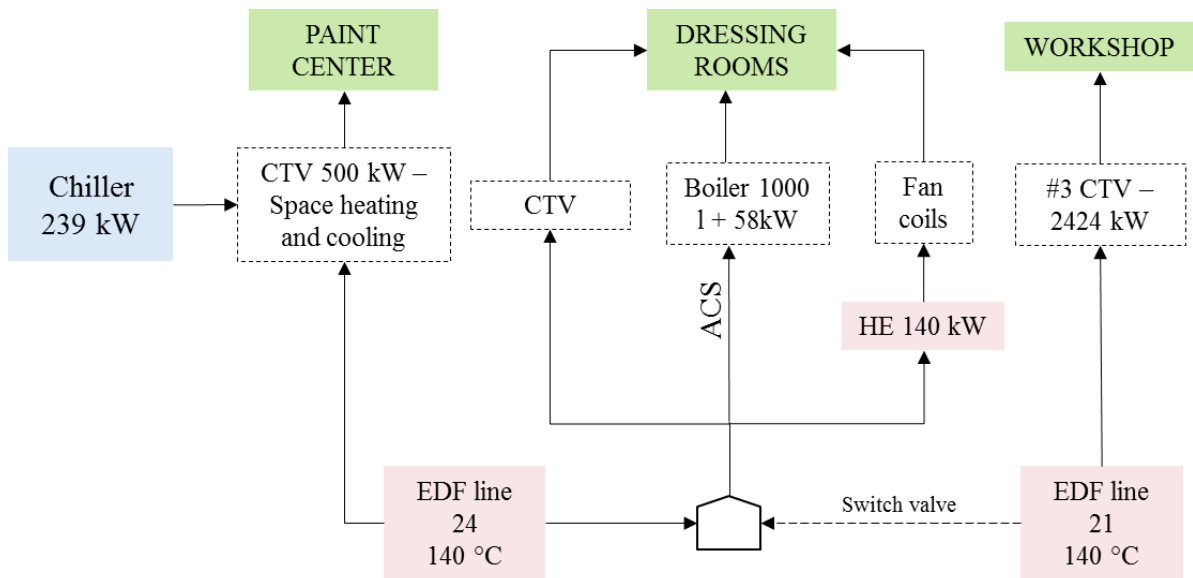 PAINT
CENTER
DRESSING
ROOMS
WORKSHOP
Chiller
239 kW
CTV 500 kW –
Space heating
and cooling
CTV
Boiler 1000
l + 58kW
Fan
coils
#3 CTV –
2424 kW
ACS
HE 140 kW
EDF line
24
140 °C
Switch valve
EDF line
21
140 °C